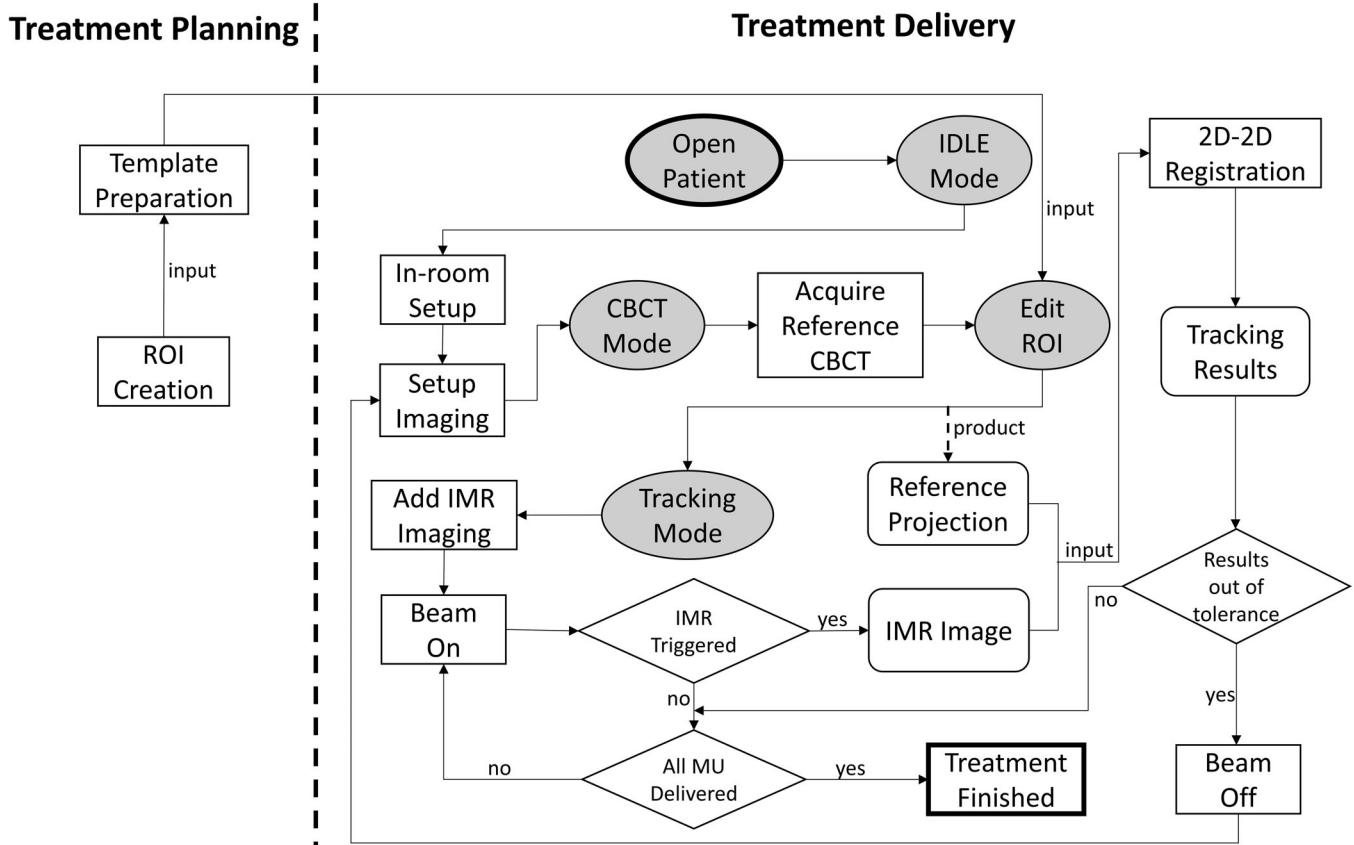 Treatment Planning
Treatment Delivery
Template
Preparation
input
ROI
Creation
Open
Patient
IDLE
Mode
input
2D-2D
Registration
In-room
Setup
CBCT
Mode
Acquire
Reference
CBCT
Edit
ROI
Tracking
Results
Setup
Imaging
product
Add IMR
Imaging
Tracking
Mode
Reference
Projection
input
Results
out of
tolerance
no
yes
Beam
On
IMR
Triggered
yes
IMR Image
no
All MU
Delivered
no
yes
Treatment
Finished
Beam
Off